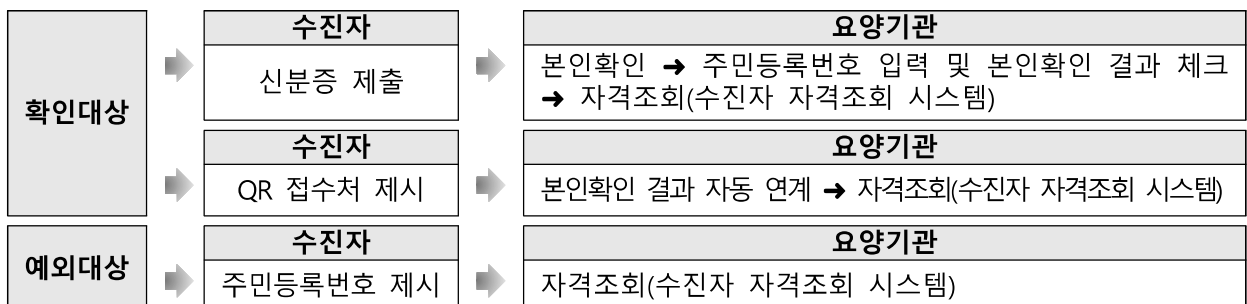 확인대상
수진자
신분증 제출
요양기관
본인확인 ➜ 주민등록번호 입력 및 본인확인 결과 체크
➜ 자격조회(수진자 자격조회 시스템)
수진자
QR 접수처 제시
요양기관
본인확인 결과 자동 연계 ➜ 자격조회(수진자 자격조회 시스템)
예외대상
수진자
주민등록번호 제시
요양기관
자격조회(수진자 자격조회 시스템)